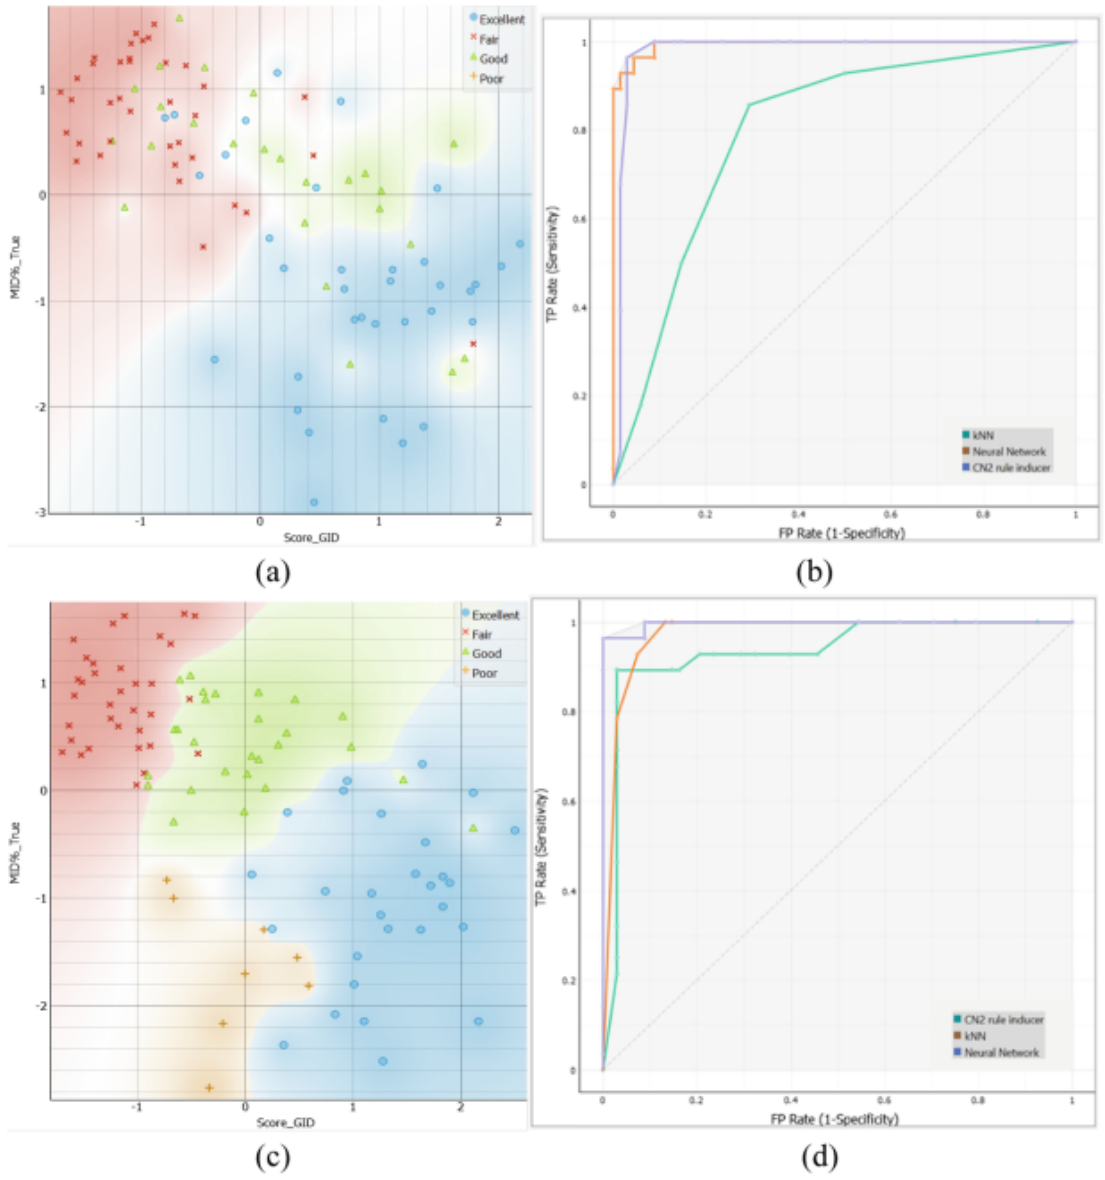 Excellent
Fair
Good
Poor
1
0
-1
-2
-3
MID%_True
-1
0
1
2
Score_GID
(a)
1
0.8
0.6
0.4
0.2
0
TP Rate (Sensitivity)
kNN
Neural Network
CN2 rule inducer
0
0.2
0.4
0.6
0.8
1
FP Rate (1-Specificity)
(b)
Excellent
Fair
Good
Poor
1
0
-1
-2
MID%_True
-1
0
1
2
Score_GID
(c)
1
0.8
0.6
0.4
0.2
0
TP Rate (Sensitivity)
CN2 rule inducer
kNN
Neural Network
0
0.2
0.4
0.6
0.8
1
FP Rate (1-Specificity)
(d)